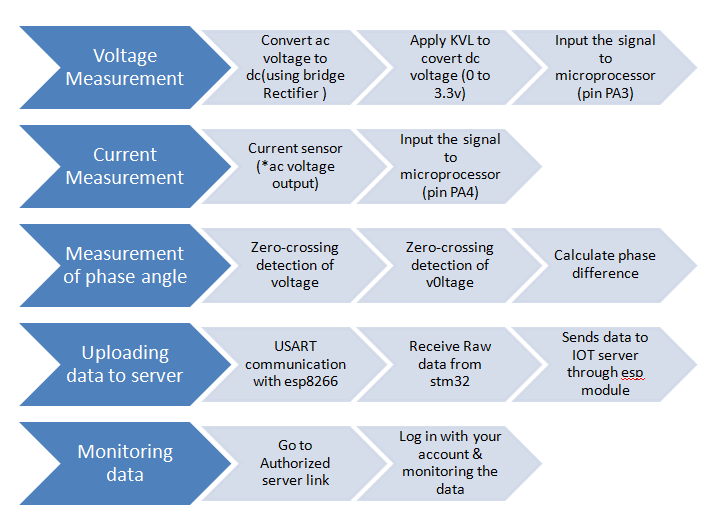 Voltage
Measurement
Convert ac
voltage to
dc(using bridge
Rectifier )
Apply KVL to
covert dc
voltage (0 to
3.3v)
Input the signal
to
microprocessor
(pin PA3)
Current
Measurement
Current sensor
(*ac voltage
output)
Input the signal
to
microprocessor
(pin PA4)
Measurement
of phase angle
Zero-crossing
detection of
voltage
Zero-crossing
detection of
v0ltage
Calculate phase
difference
Uploading
data to server
USART
communication
with esp8266
Receive Raw
data from
stm32
Sends data to
IOT server
through esp
module
Monitoring
data
Go to
Authorized
server link
Log in with your
account &
monitoring the
data